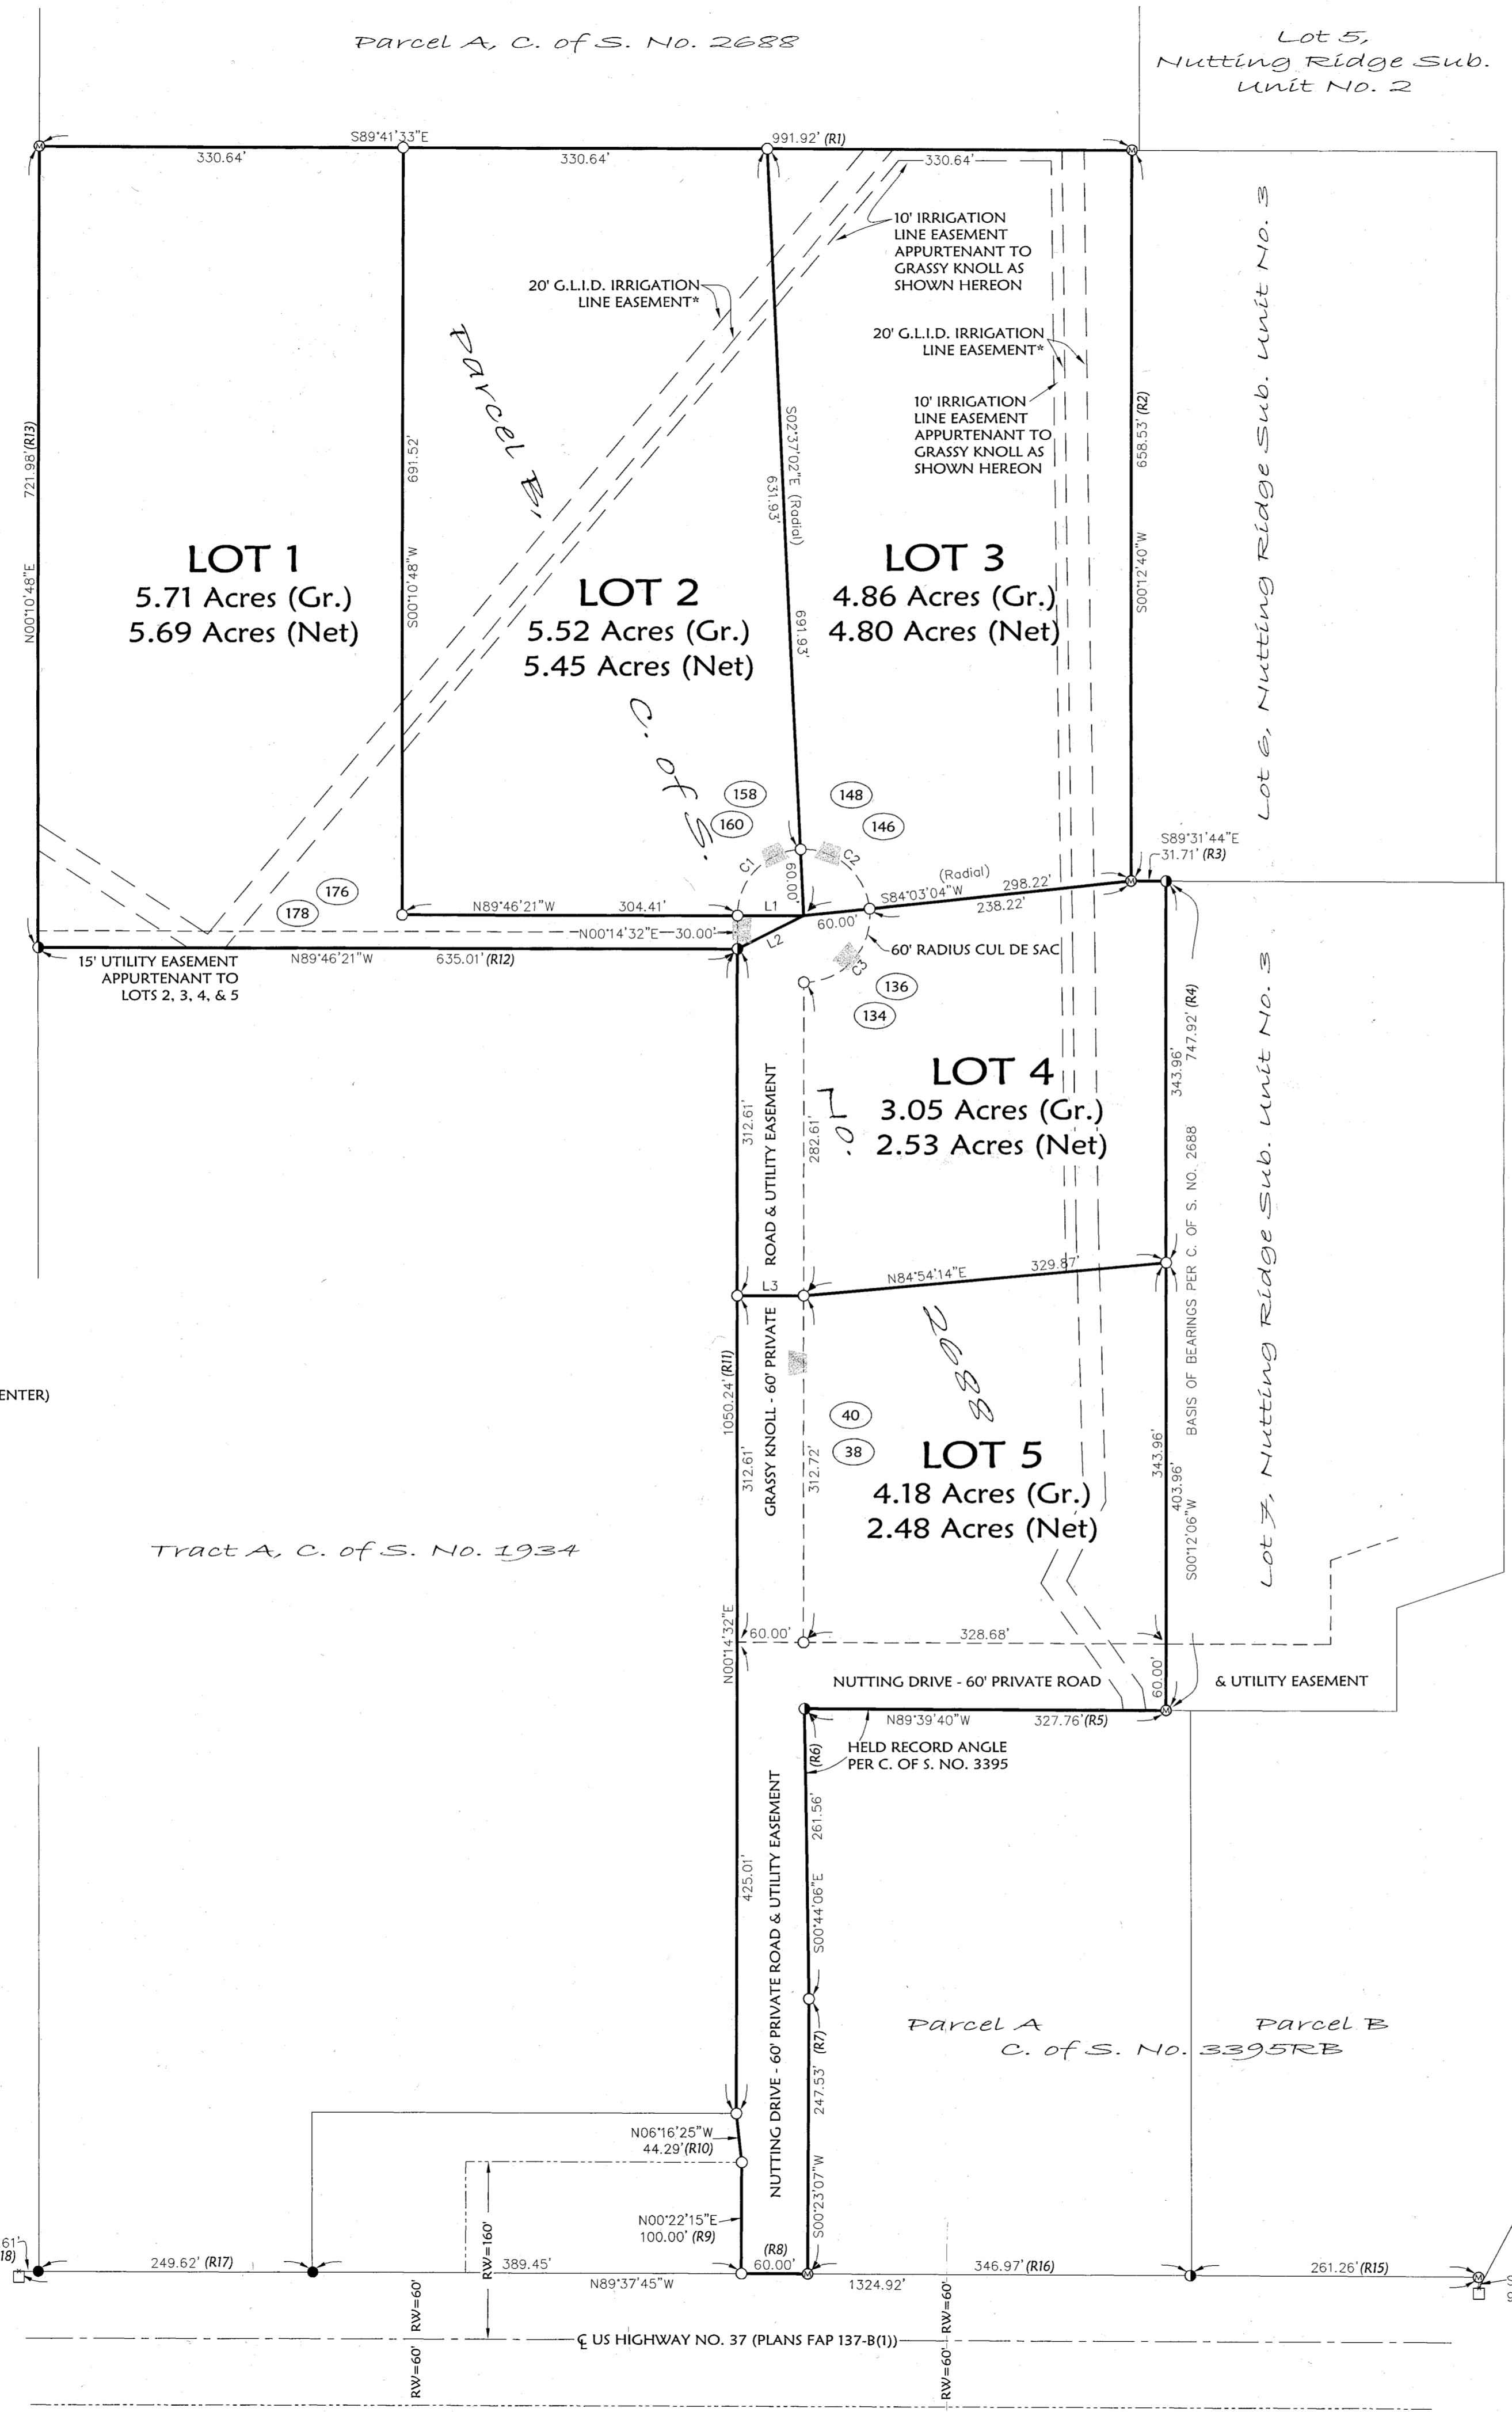 Parcel A, C. of S. No. 2688
Lot 5,
Nutting Ridge Sub.
Unit No. 2
S89°41'33"E
991.92' (R1)
330.64'
330.64'
330.64'
10' IRRIGATION
LINE EASEMENT
APPURTENANT TO
GRASSY KNOLL AS
SHOWN HEREON
20' G.L.I.D. IRRIGATION
LINE EASEMENT*
20' G.L.I.D. IRRIGATION
LINE EASEMENT*
10' IRRIGATION
LINE EASEMENT
APPURTENANT TO
GRASSY KNOLL AS
SHOWN HEREON
Parcel B,
C. of S.
No.
2688
Lot 6, Nutting Ridge Sub. Unit No. 3
721.98' (R13)
N00°10'48"E
691.52'
S00°10'48"W
S02°37'02"E (Radial)
631.93'
691.93'
658.53' (R2)
S00°12'40"W
LOT 1
5.71 Acres (Gr.)
5.69 Acres (Net)
LOT 2
5.52 Acres (Gr.)
5.45 Acres (Net)
LOT 3
4.86 Acres (Gr.)
4.80 Acres (Net)
158
148
160
146
176
178
C1
C2
60.00'
S89°31'44"E
31.71' (R3)
(Radial)
S84°03'04"W
298.22'
238.22'
60.00'
N89°46'21"W
304.41'
L1
L2
N00°14'32"E
30.00'
15' UTILITY EASEMENT
APPURTENANT TO
LOTS 2, 3, 4, & 5
N89°46'21"W
635.01' (R12)
60' RADIUS CUL DE SAC
C3
136
134
LOT 4
3.05 Acres (Gr.)
2.53 Acres (Net)
312.61'
282.61'
343.96'
747.92' (R4)
BASIS OF BEARINGS PER C. OF S. NO. 2688
Lot 7, Nutting Ridge Sub. Unit No. 3
GRASSY KNOLL - 60' PRIVATE ROAD & UTILITY EASEMENT
L3
N84°54'14"E
329.87'
1050.24' (R11)
312.61'
312.72'
ENTER)
40
38
LOT 5
4.18 Acres (Gr.)
2.48 Acres (Net)
343.96'
403.96'
S00°12'06"W
Tract A, C. of S. No. 1934
N00°14'32"E
60.00'
328.68'
60.00'
NUTTING DRIVE - 60' PRIVATE ROAD & UTILITY EASEMENT
N89°39'40"W
327.76' (R5)
HELD RECORD ANGLE
PER C. OF S. NO. 3395
(R6)
261.56'
S00°44'06"E
425.01'
NUTTING DRIVE - 60' PRIVATE ROAD & UTILITY EASEMENT
247.53' (R7)
S00°23'07"W
Parcel A
Parcel B
C. of S. No. 3395RB
N06°16'25"W
44.29' (R10)
N00°22'15"E
100.00' (R9)
RW=160'
(R8)
60.00'
61'
18)
249.62' (R17)
389.45'
N89°37'45"W
1324.92'
346.97' (R16)
261.26' (R15)
RW=60'
RW=60'
RW=60'
RW=60'
℄ US HIGHWAY NO. 37 (PLANS FAP 137-B(1))